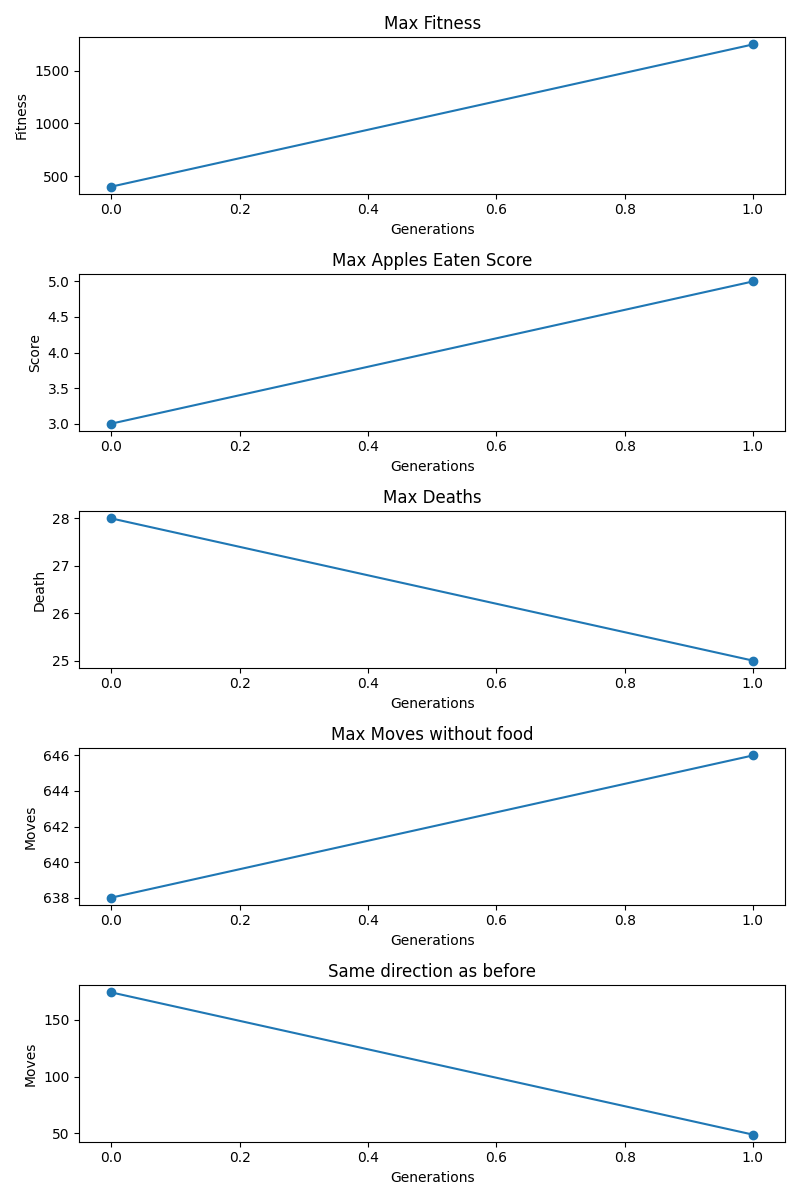 Max Fitness
Fitness
1500
1000
500
0.0 0.2 0.4 0.6 0.8 1.0
Generations
Max Apples Eaten Score
Score
5.0
4.5
4.0
3.5
3.0
0.0 0.2 0.4 0.6 0.8 1.0
Generations
Max Deaths
Death
28
27
26
25
0.0 0.2 0.4 0.6 0.8 1.0
Generations
Max Moves without food
Moves
646
644
642
640
638
0.0 0.2 0.4 0.6 0.8 1.0
Generations
Same direction as before
Moves
150
100
50
0.0 0.2 0.4 0.6 0.8 1.0
Generations